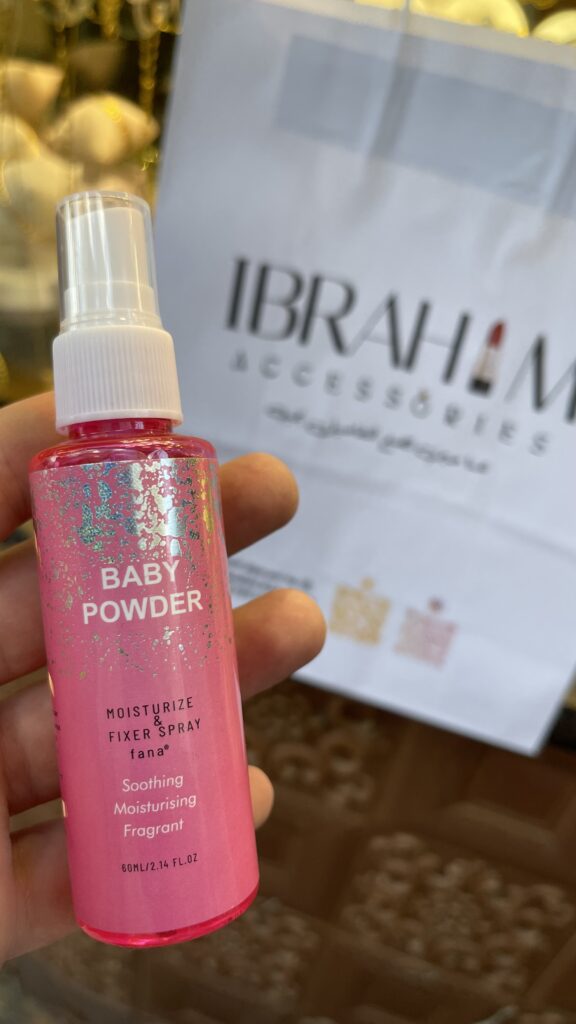 BABY
POWDER
MOISTURIZE
&
FIXER SPRAY
fana®
Soothing
Moisturising
Fragrant
60ML/2.14 FL.OZ
IBRAHIM
ACCESSORIES